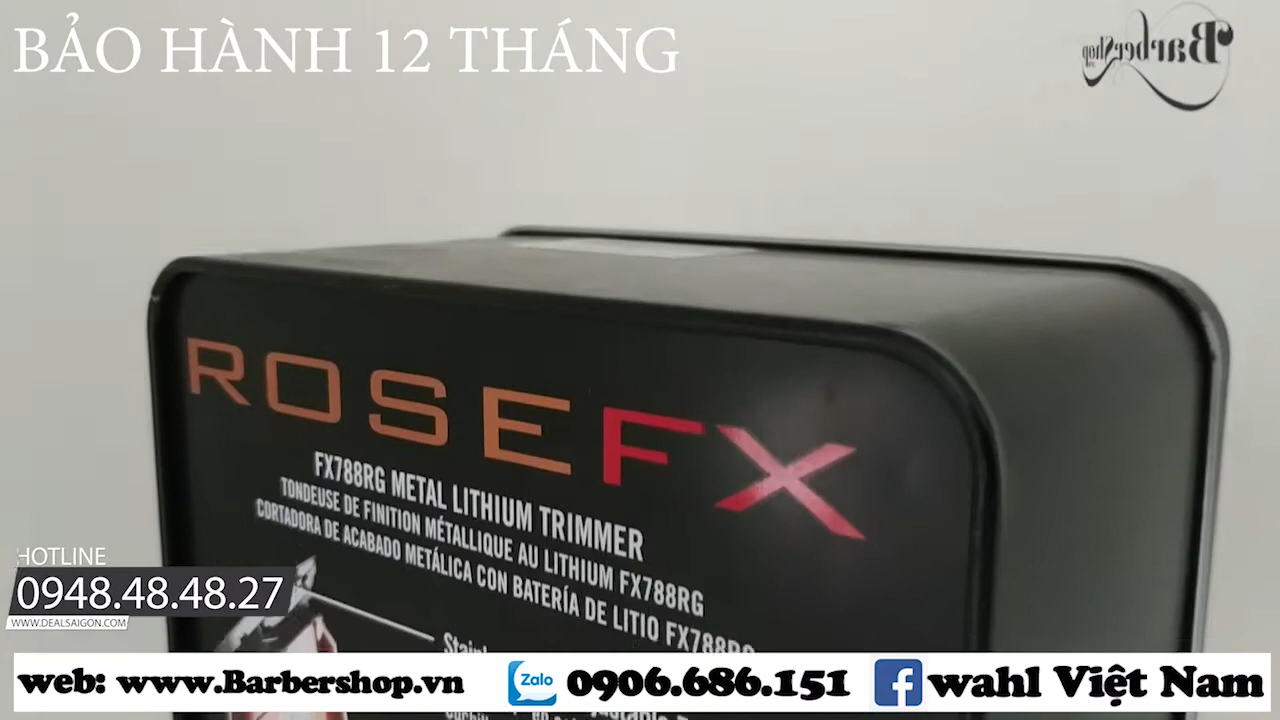 BẢO HÀNH 12 THÁNG
BarberShop
ROSEFX
FX788RG METAL LITHIUM TRIMMER
TONDEUSE DE FINITION MÉTALLIQUE AU LITHIUM FX788RG
CORTADORA DE ACABADO METÁLICA CON BATERÍA DE LITIO FX788RG
HOTLINE
0948.48.48.27
WWW.DEALSAIGON.COM
web: www.Barbershop.vn Zalo 0906.686.151 f wahl Việt Nam